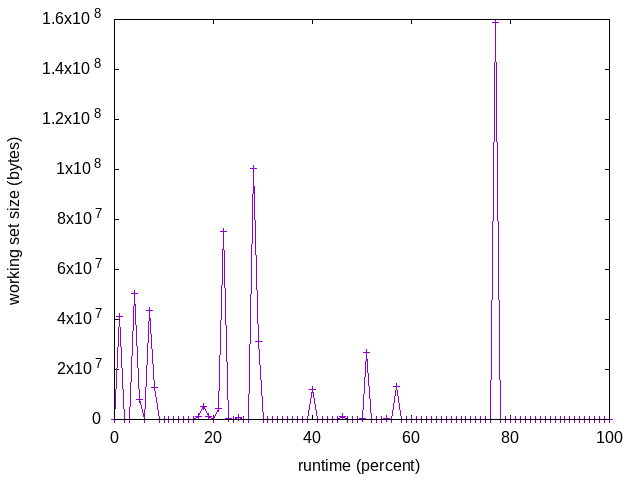 1.6x10^8
1.4x10^8
1.2x10^8
1x10^8
8x10^7
6x10^7
4x10^7
2x10^7
0
0 20 40 60 80 100
working set size (bytes)
runtime (percent)